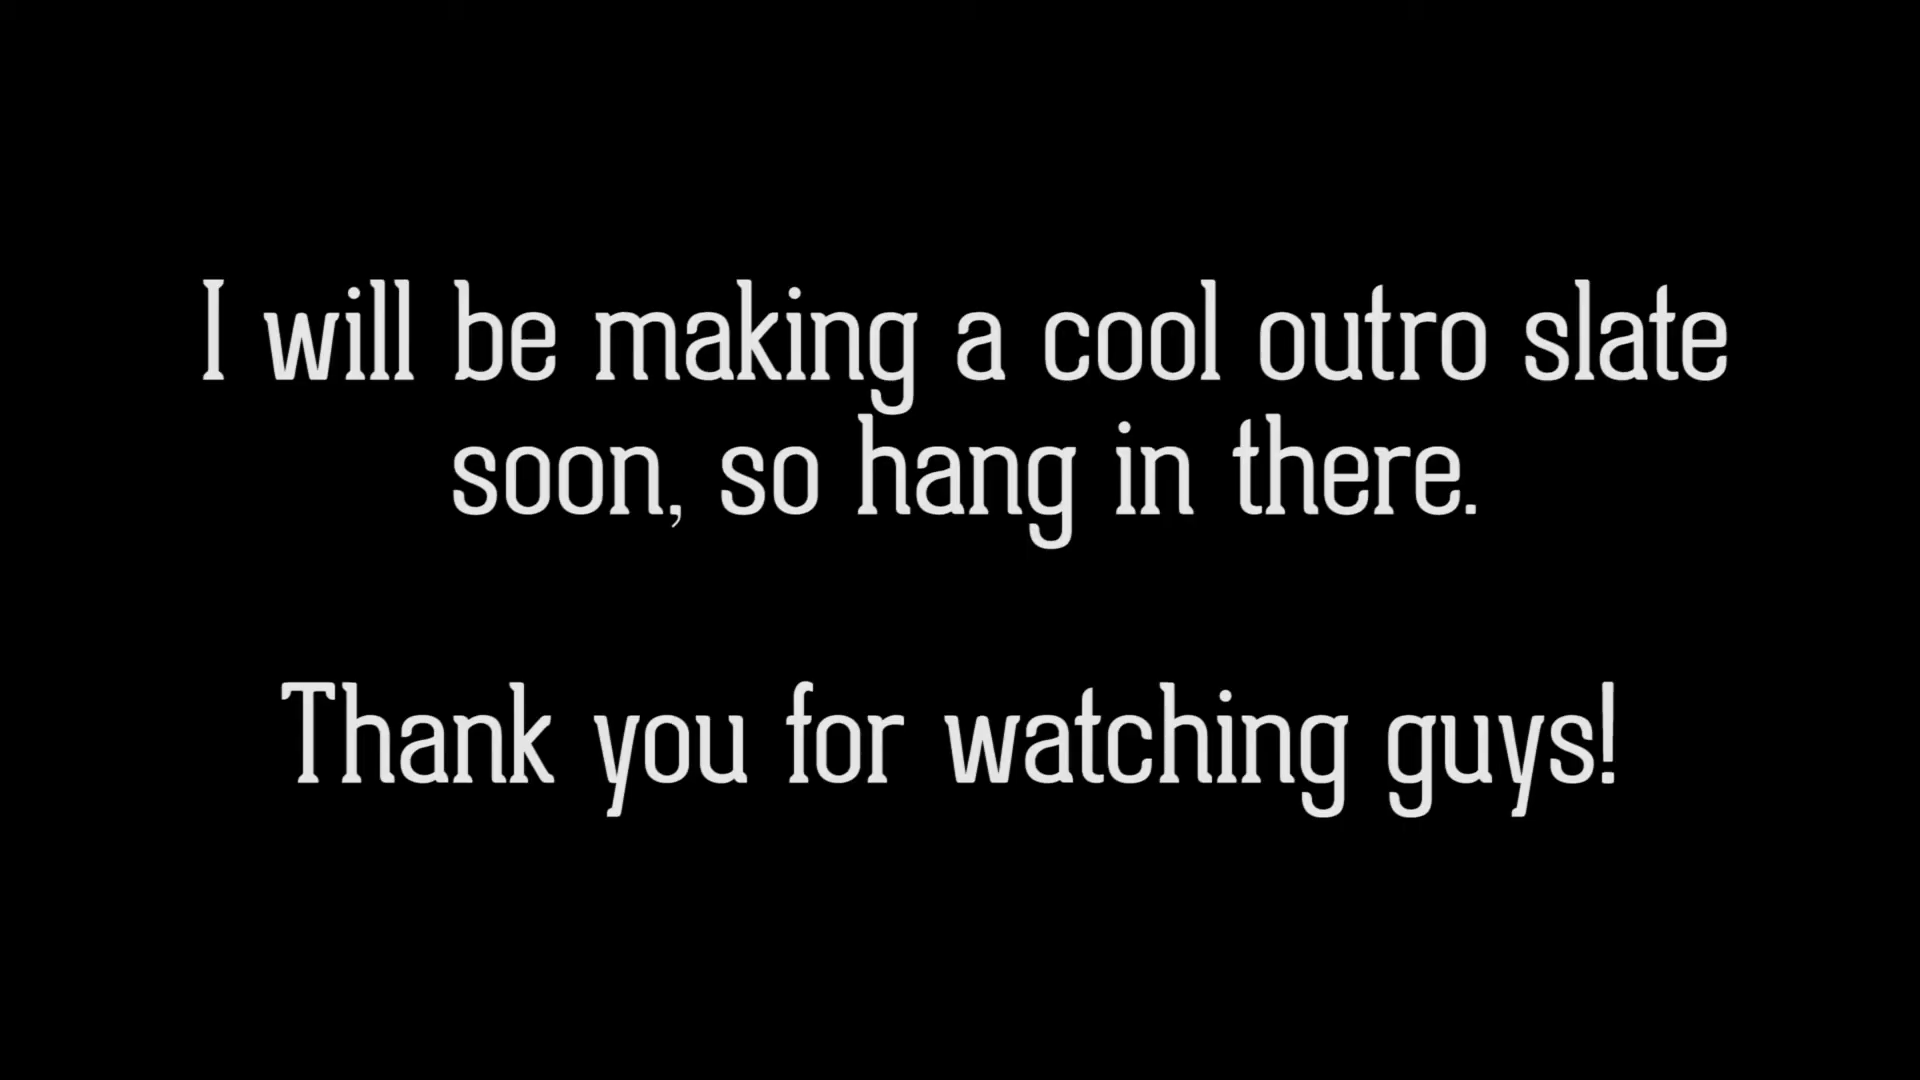 I will be making a cool outro slate
soon, so hang in there.
Thank you for watching guys!